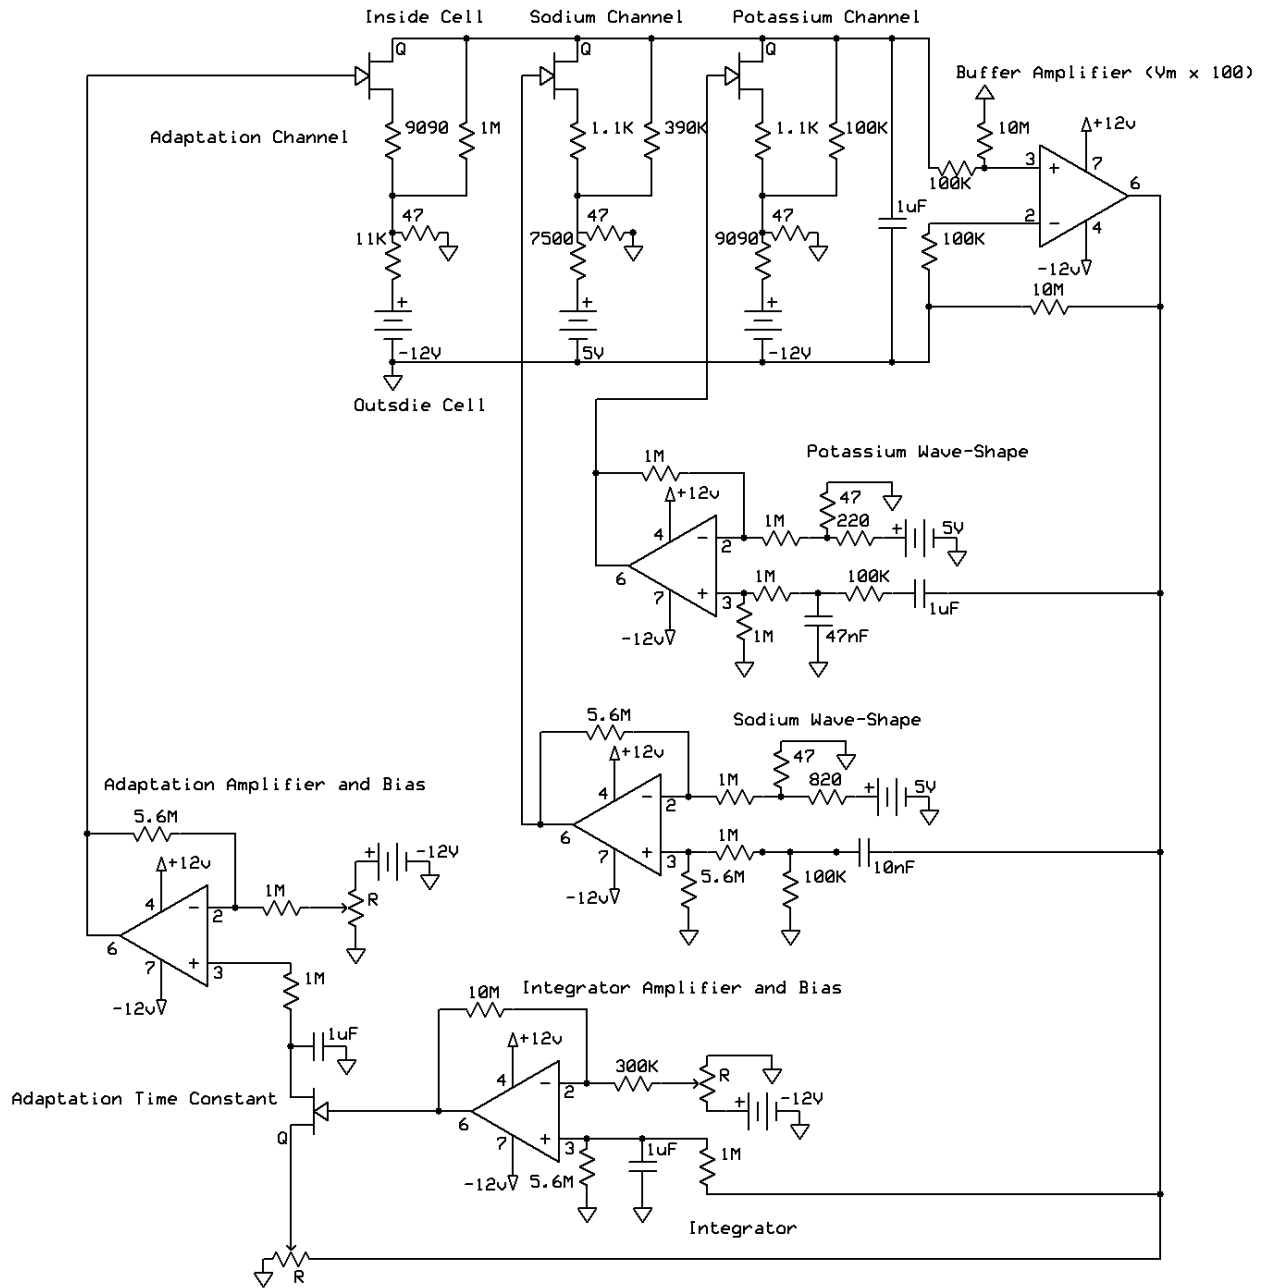 Inside Cell Sodium Channel Potassium Channel
Q Q Q
Buffer Amplifier (Vm x 100)
Adaptation Channel
9090 1M 1.1K 390K 1.1K 100K
10M +12v
3 + 7
100K
6
2 - 4
100K
-12v
10M
1uF
47 47 47
11K 7500 9090
+ + +
-12V 5V -12V
Outsdie Cell
Potassium Wave-Shape
1M
+12v
47
220
+ 5V
4 - 2 1M
6
1M 100K
7 + 3
1uF
-12v 1M 47nF
Sodium Wave-Shape
5.6M
+12v
47
820
+ 5V
4 - 2 1M
6
1M
7 + 3
10nF
-12v 5.6M 100K
Adaptation Amplifier and Bias
5.6M
+12v
+ -12V
4 - 2 1M R
6
7 + 3
1M
-12v
1uF
Integrator Amplifier and Bias
10M
+12v
300K R
4 - 2
+ -12V
Adaptation Time Constant
6
Q
7 + 3
1uF 1M
-12v 5.6M
Integrator
R